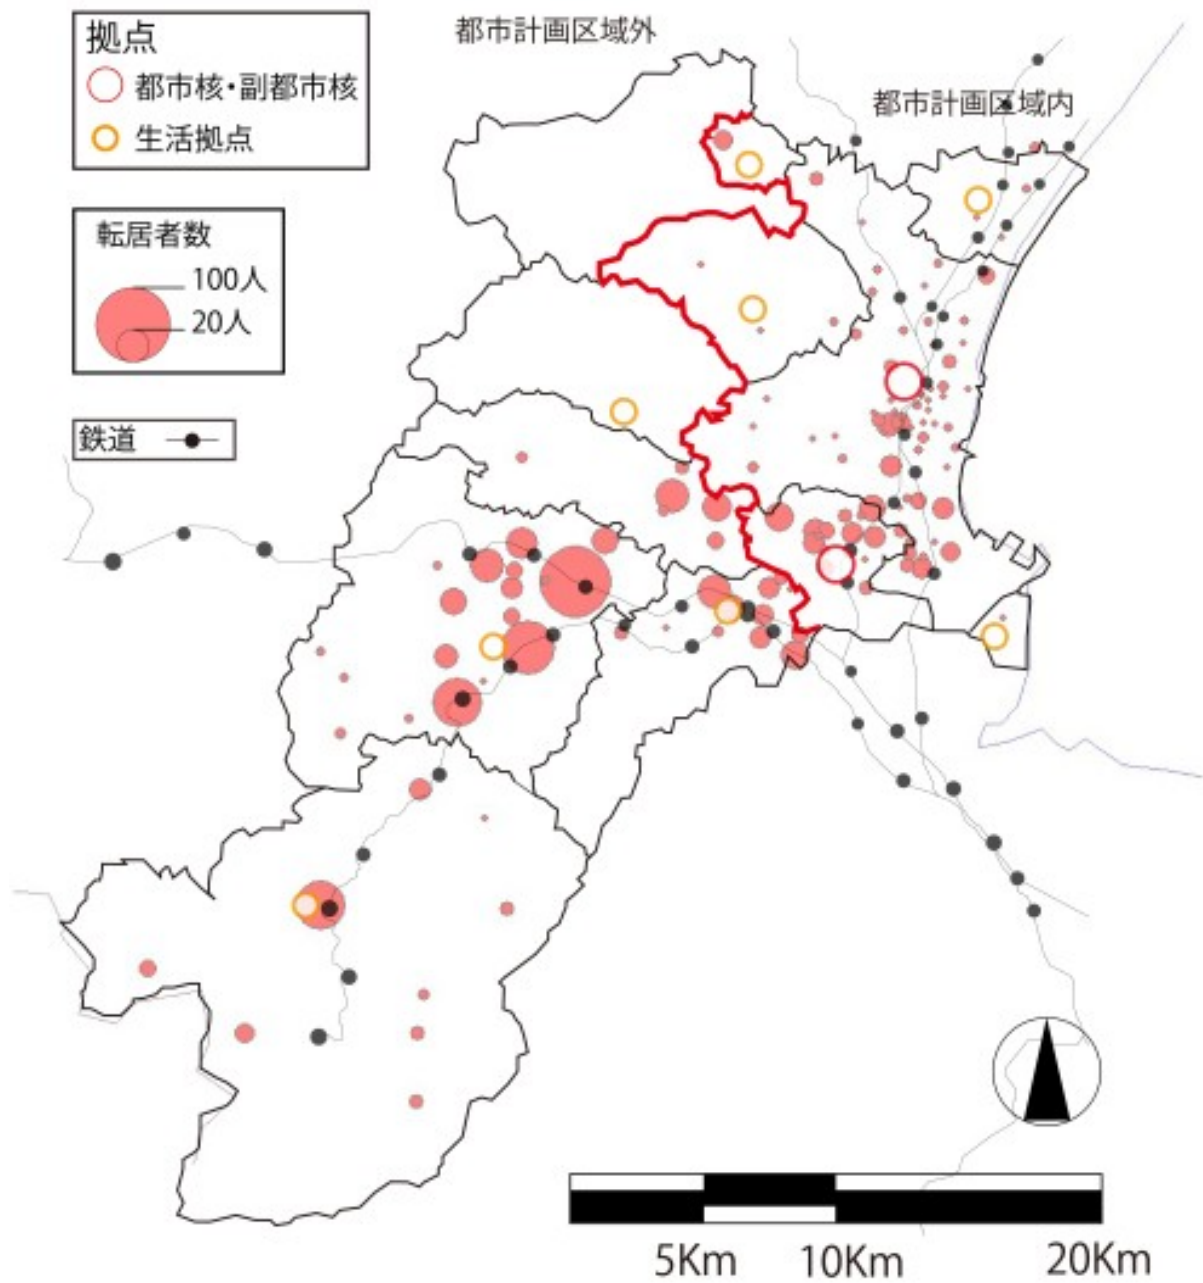 都市計画区域外
拠点
都市核・副都市核
生活拠点
都市計画区域内
転居者数
100人
20人
鉄道
5Km
10Km
20Km